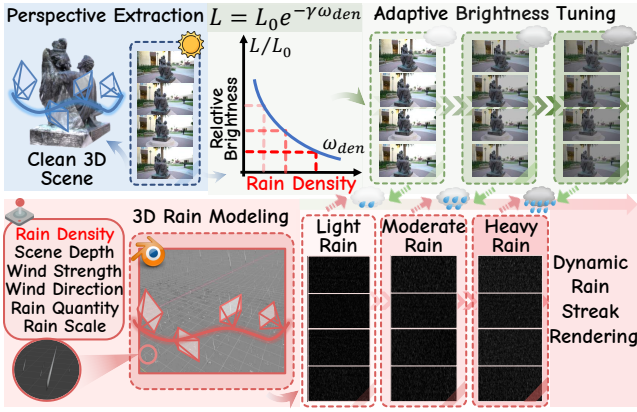 Perspective Extraction
L = L₀e^{-γω_{den}}
Adaptive Brightness Tuning
L/L₀
Relative
Brightness
ω_{den}
Rain Density
Clean 3D
Scene
Rain Density
Scene Depth
Wind Strength
Wind Direction
Rain Quantity
Rain Scale
3D Rain Modeling
Light
Rain
Moderate
Rain
Heavy
Rain
Dynamic
Rain
Streak
Rendering